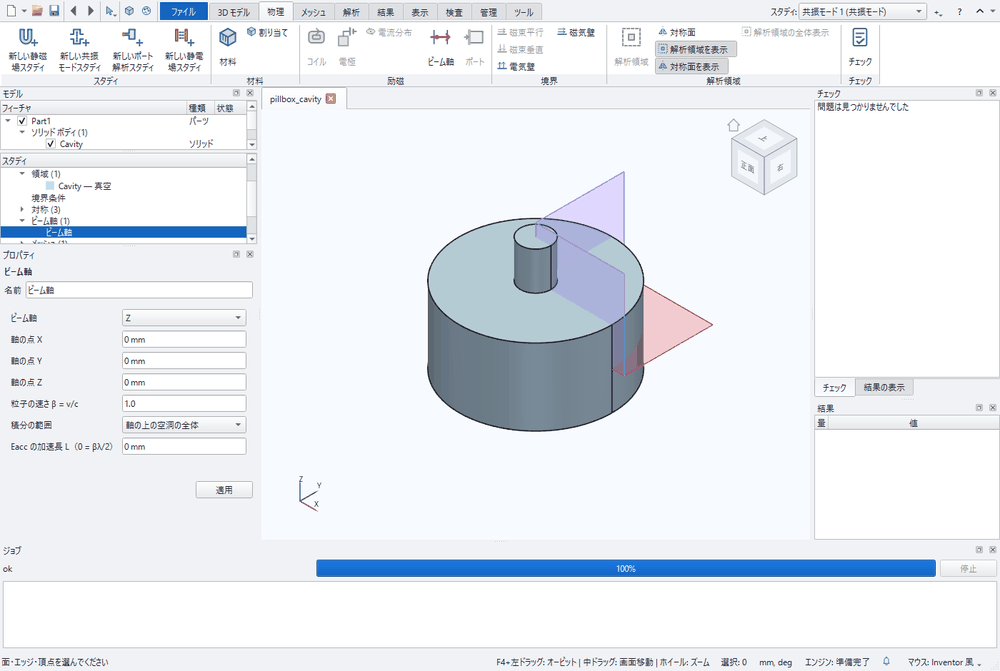 ファイル
3D モデル
物理
メッシュ
解析
結果
表示
検査
管理
ツール
スタディ: 共振モード 1 (共振モード)
?
新しい静磁
場スタディ
新しい共振
モードスタディ
新しいポート
解析スタディ
新しい静電
場スタディ
スタディ
材料
割り当て
材料
コイル
電極
電流分布
ビーム軸
ポート
励磁
磁束平行
磁束垂直
電気壁
磁気壁
境界
解析領域
対称面
解析領域を表示
対称面を表示
解析領域の全体表示
解析領域
チェック
チェック
モデル
フィーチャ 種類 状態
Part1 パーツ
ソリッド ボディ (1)
Cavity ソリッド
スタディ
領域 (1)
Cavity — 真空
境界条件
対称 (3)
ビーム軸 (1)
ビーム軸
メッシュ (1)
プロパティ
ビーム軸
名前 ビーム軸
ビーム軸 Z
軸の点 X 0 mm
軸の点 Y 0 mm
軸の点 Z 0 mm
粒子の速さ β = v/c 1.0
積分の範囲 軸の上の空洞の全体
Eacc の加速長 L（0 = βλ/2） 0 mm
適用
pillbox_cavity
上
正面
右
Z
Y
X
チェック
問題は見つかりませんでした
チェック
結果の表示
結果
量 値
ジョブ
ok
100%
停止
面・エッジ・頂点を選んでください
F4+左ドラッグ: オービット | 中ドラッグ: 画面移動 | ホイール: ズーム 選択: 0 mm, deg エンジン: 準備完了 マウス: Inventor 風